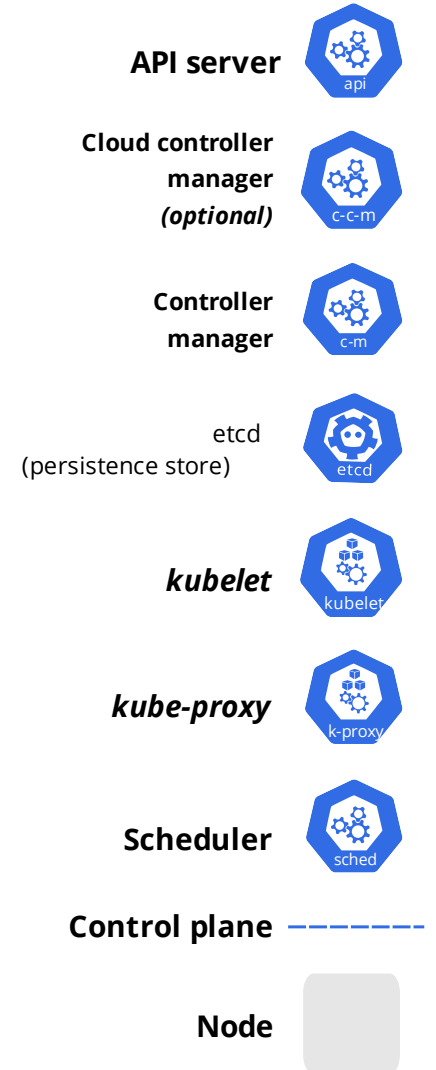 API server
api
Cloud controller
manager
(optional)
c-c-m
Controller
manager
c-m
etcd
(persistence store)
etcd
kubelet
kubelet
kube-proxy
k-proxy
Scheduler
sched
Control plane
Node